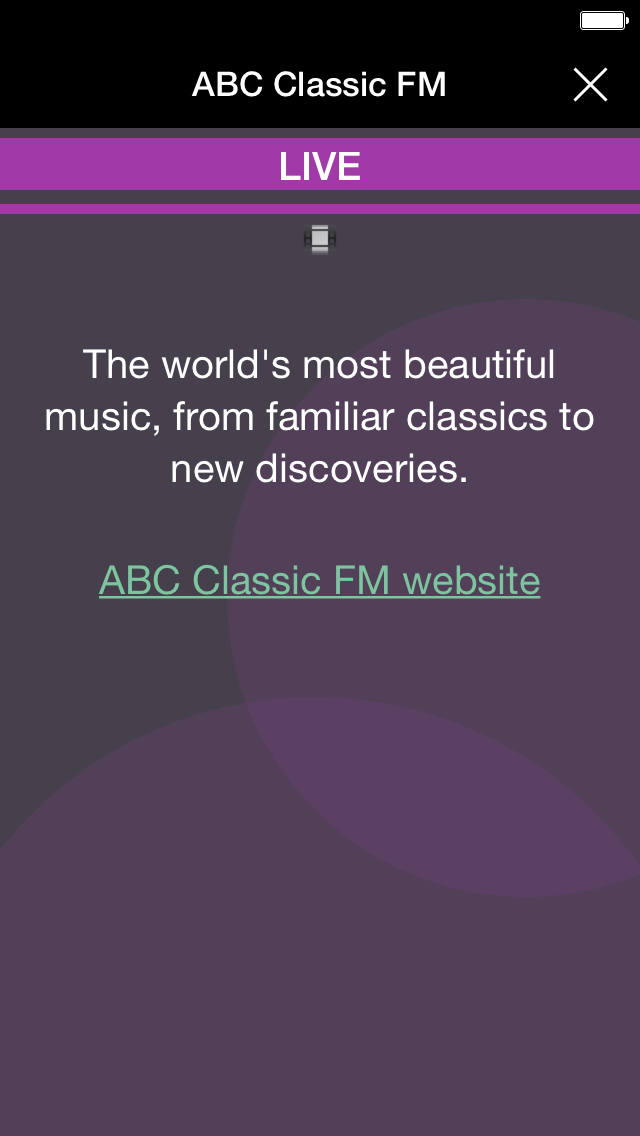 ABC Classic FM
LIVE
The world's most beautiful
music, from familiar classics to
new discoveries.
ABC Classic FM website